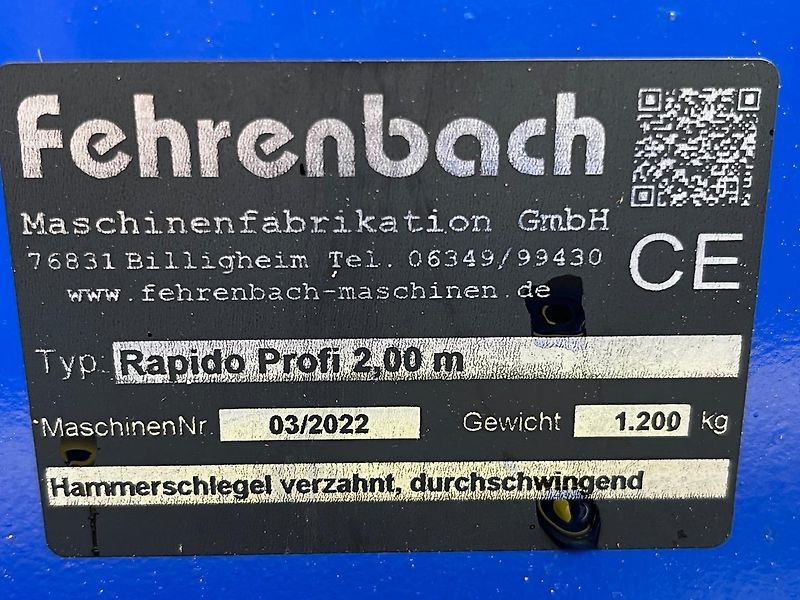 Fehrenbach
Maschinenfabrikation GmbH
76831 Billigheim Tel. 06349/99430
www.fehrenbach-maschinen.de
CE
Typ: Rapido Profi 2,00 m
MaschinenNr 03/2022 Gewicht 1.200 kg
Hammerschlegel verzahnt, durchschwingend